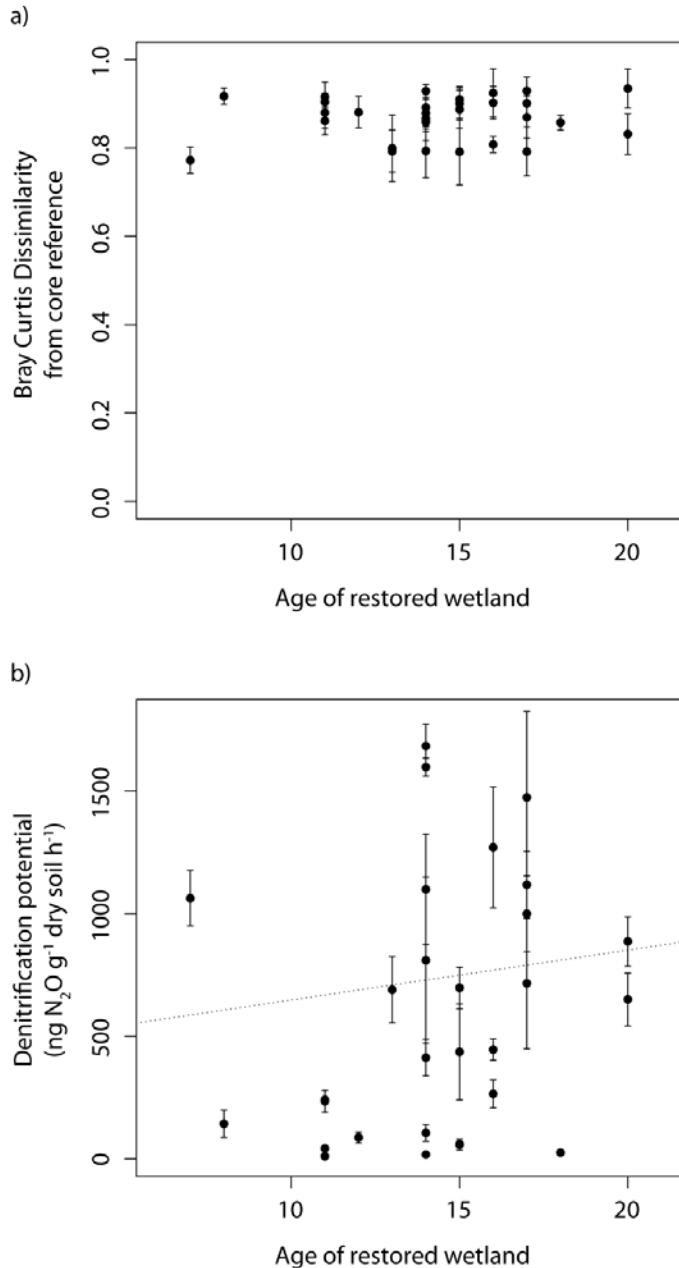 a)
1.0
0.8
0.6
0.4
0.2
0.0
Bray Curtis Dissimilarity
from core reference
10 15 20
Age of restored wetland
b)
1500
1000
500
0
Denitrification potential
(ng N₂O g⁻¹ dry soil h⁻¹)
10 15 20
Age of restored wetland